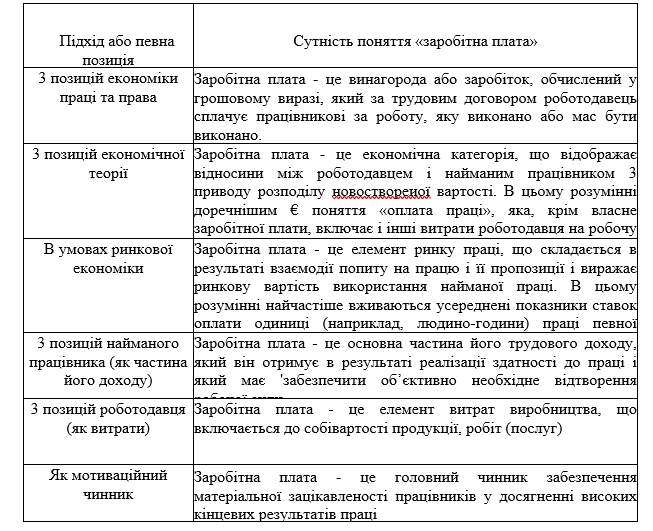 Підхід або певна
позиція
Сутність поняття «заробітна плата»
З позицій економіки
праці та права
Заробітна плата - це винагорода або заробіток, обчислений у
грошовому виразі, який за трудовим договором роботодавець
сплачує працівникові за роботу, яку виконано або мас бути
виконано.
З позицій економічної
теорії
Заробітна плата - це економічна категорія, що відображає
відносини між роботодавцем і найманим працівником 3
приводу розподілу новоствореиої вартості. В цьому розумінні
доречнішим € поняття «оплата праці», яка, крім власне
заробітної плати, включає і інші витрати роботодавця на робочу
В умовах ринкової
економіки
Заробітна плата - це елемент ринку праці, що складається в
результаті взаємодії попиту на працю і її пропозиції і виражає
ринкову вартість використання найманої праці. В цьому
розумінні найчастіше вживаються усереднені показники ставок
оплати одиниці (наприклад, людино-години) праці певної
З позицій найманого
працівника (як частина
його доходу)
Заробітна плата - це основна частина його трудового доходу,
який він отримує в результаті реалізації здатності до праці і
який має 'забезпечити об’єктивно необхідне відтворення
З позицій роботодавця
(як витрати)
Заробітна плата - це елемент витрат виробництва, що
включається до собівартості продукції, робіт (послуг)
Як мотиваційний
чинник
Заробітна плата - це головний чинник забезпечення
матеріальної зацікавленості працівників у досягненні високих
кінцевих результатів праці